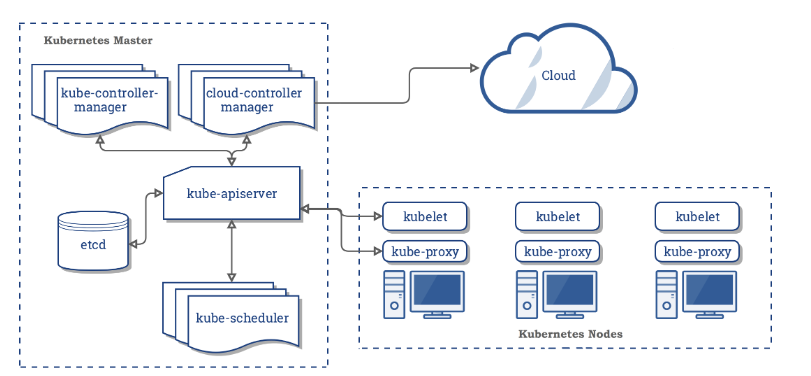 Kubernetes Master
kube-controller-
manager
cloud-controller
manager
Cloud
kube-apiserver
etcd
kube-scheduler
kubelet
kubelet
kubelet
kube-proxy
kube-proxy
kube-proxy
Kubernetes Nodes